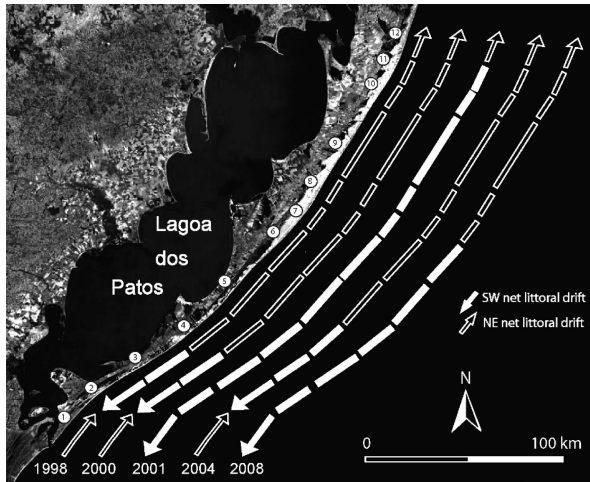 12
11
10
9
8
7
6
5
4
3
2
1
Lagoa
dos
Patos
SW net littoral drift
NE net littoral drift
N
0 100 km
1998 2000 2001 2004 2008